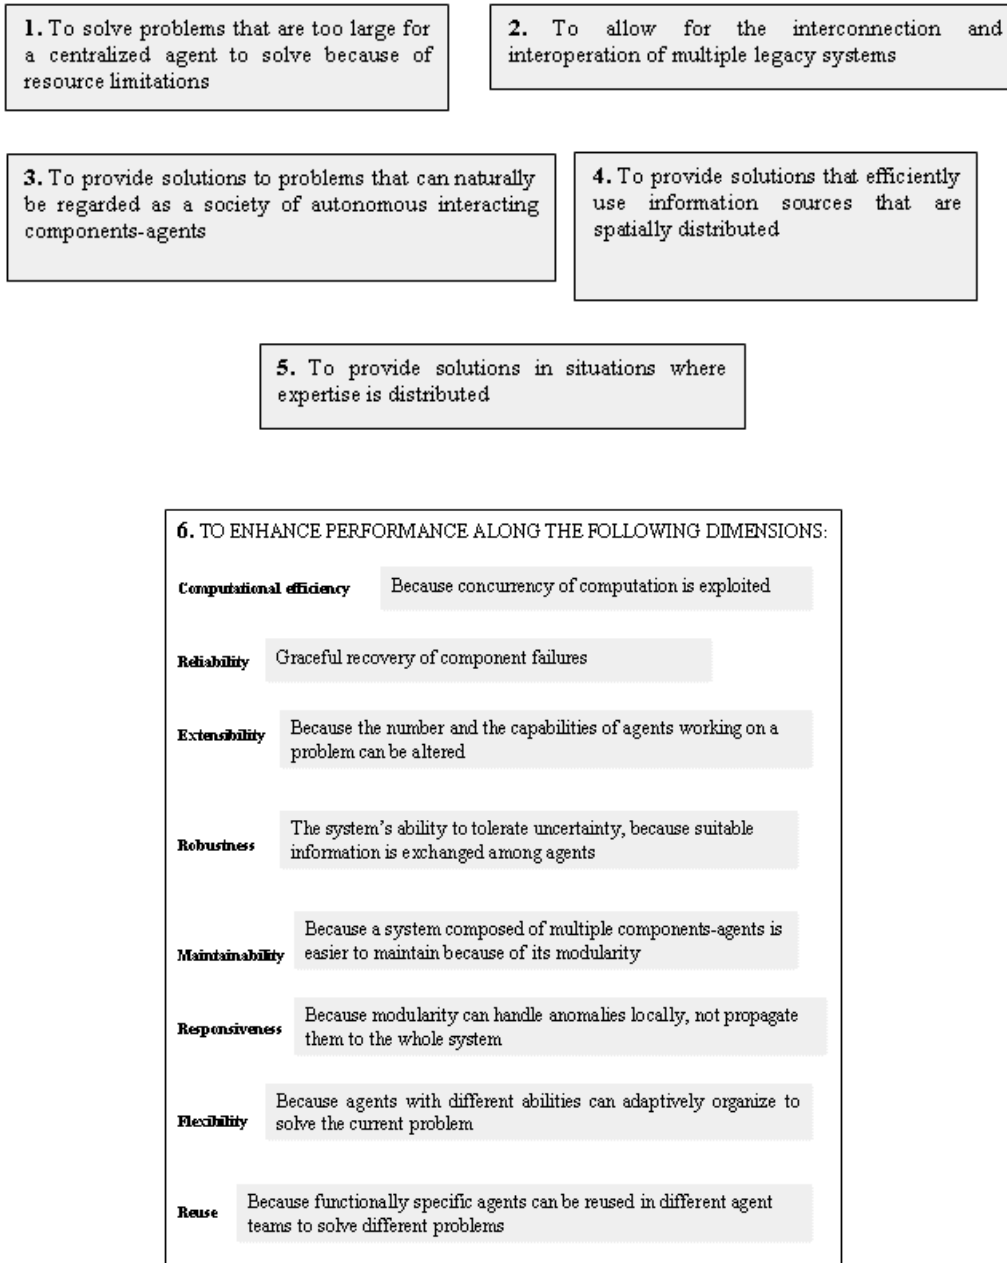 1. To solve problems that are too large for
a centralized agent to solve because of
resource limitations
2. To allow for the interconnection and
interoperation of multiple legacy systems
3. To provide solutions to problems that can naturally
be regarded as a society of autonomous interacting
components-agents
4. To provide solutions that efficiently
use information sources that are
spatially distributed
5. To provide solutions in situations where
expertise is distributed
6. TO ENHANCE PERFORMANCE ALONG THE FOLLOWING DIMENSIONS:
Computational efficiency Because concurrency of computation is exploited
Reliability Graceful recovery of component failures
Extensibility Because the number and the capabilities of agents working on a
problem can be altered
Robustness The system's ability to tolerate uncertainty, because suitable
information is exchanged among agents
Maintainability Because a system composed of multiple components-agents is
easier to maintain because of its modularity
Responsiveness Because modularity can handle anomalies locally, not propagate
them to the whole system
Flexibility Because agents with different abilities can adaptively organize to
solve the current problem
Reuse Because functionally specific agents can be reused in different agent
teams to solve different problems